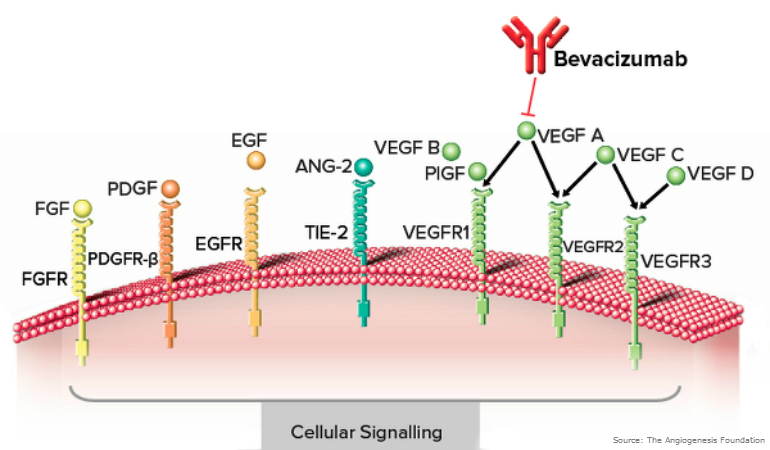 Bevacizumab
EGF
VEGF B
VEGF A
VEGF C
VEGF D
ANG-2
PIGF
PDGF
FGF
FGFR
PDGFR-β
EGFR
TIE-2
VEGFR1
VEGFR2
VEGFR3
Cellular Signalling
Source: The Angiogenesis Foundation